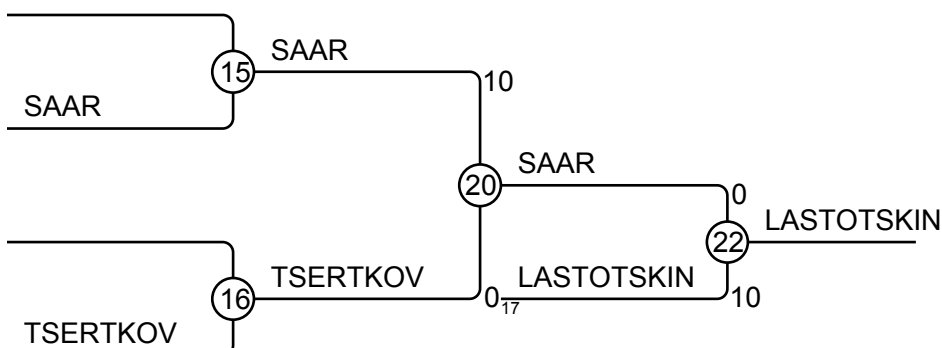 SAAR
15
10
SAAR
SAAR
20
0
LASTOTSKIN
22
TSERTKOV
LASTOTSKIN
16
0
17
10
TSERTKOV